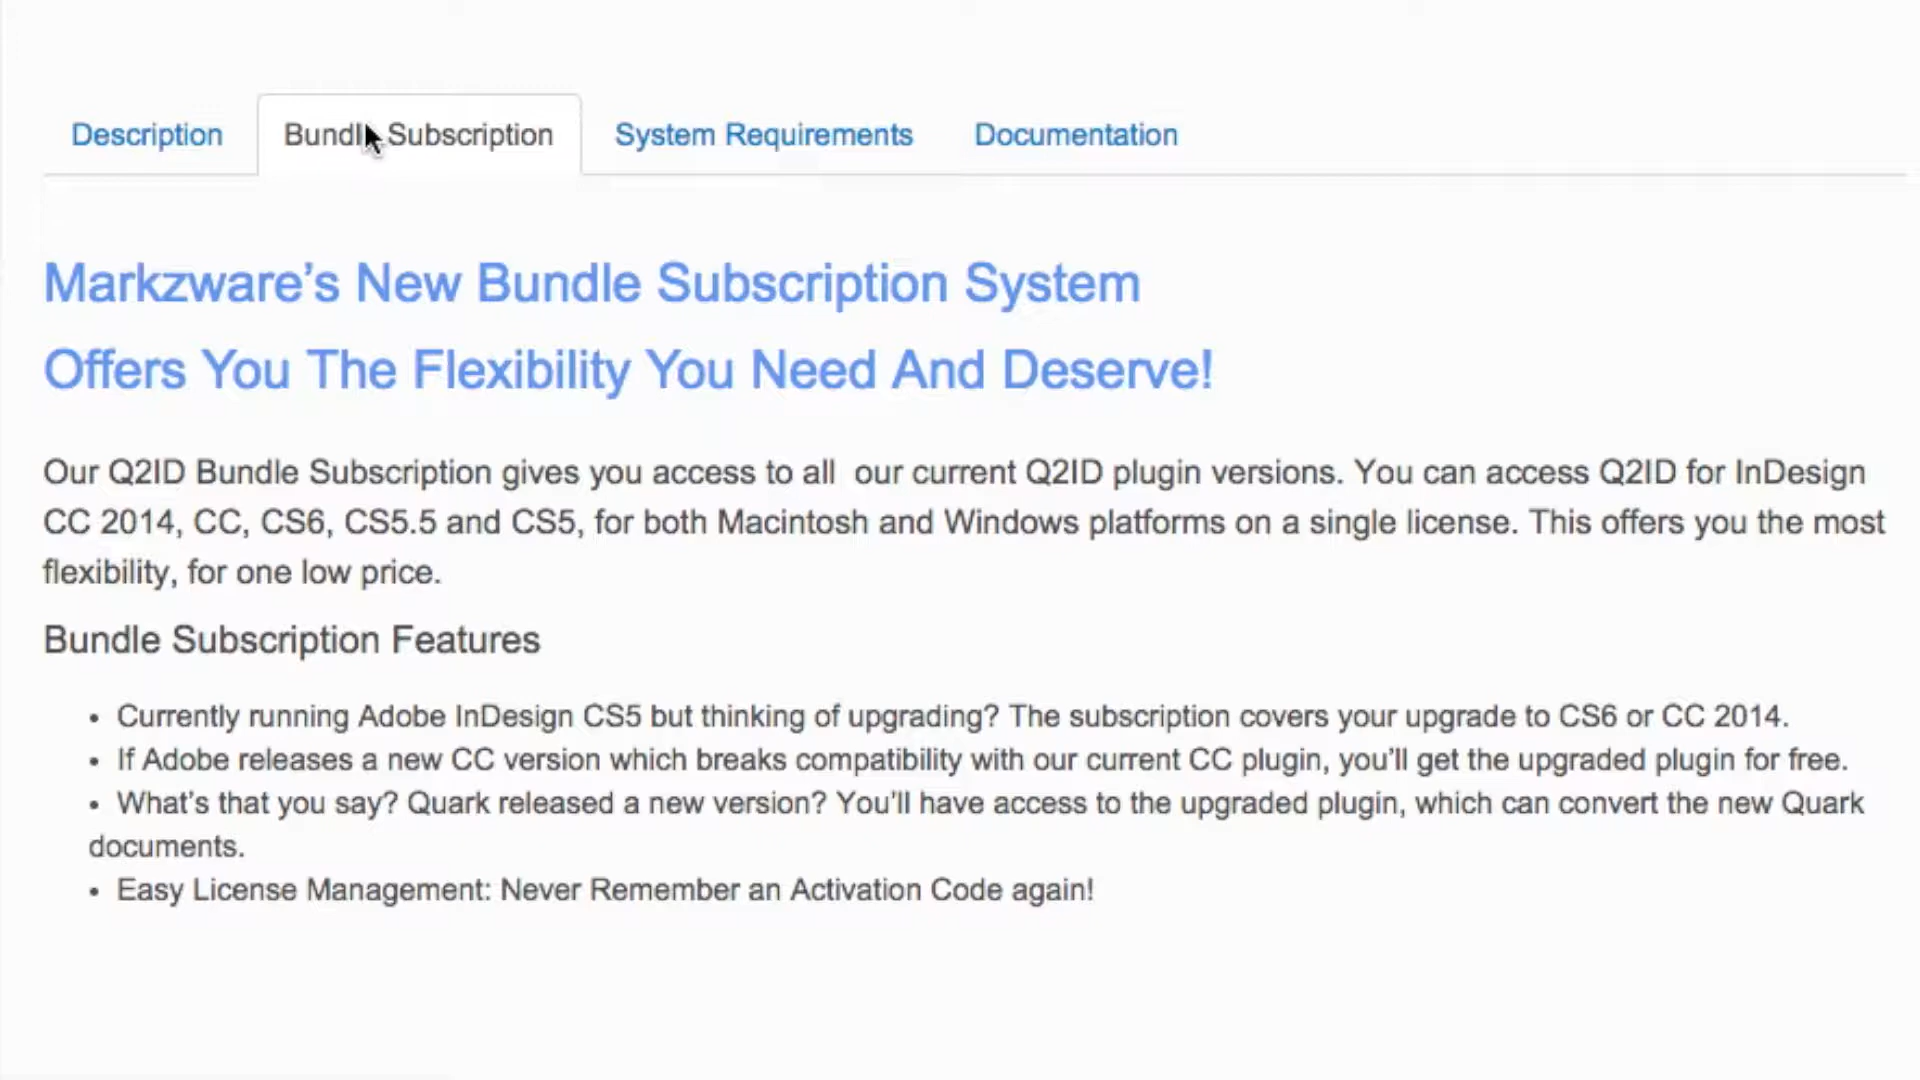 Description Bundle Subscription System Requirements Documentation
Markzware’s New Bundle Subscription System
Offers You The Flexibility You Need And Deserve!
Our Q2ID Bundle Subscription gives you access to all our current Q2ID plugin versions. You can access Q2ID for InDesign
CC 2014, CC, CS6, CS5.5 and CS5, for both Macintosh and Windows platforms on a single license. This offers you the most
flexibility, for one low price.
Bundle Subscription Features
• Currently running Adobe InDesign CS5 but thinking of upgrading? The subscription covers your upgrade to CS6 or CC 2014.
• If Adobe releases a new CC version which breaks compatibility with our current CC plugin, you’ll get the upgraded plugin for free.
• What’s that you say? Quark released a new version? You’ll have access to the upgraded plugin, which can convert the new Quark
documents.
• Easy License Management: Never Remember an Activation Code again!